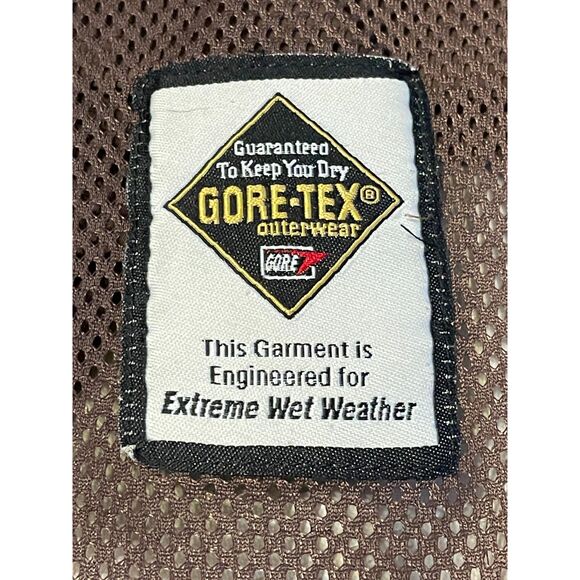 Guaranteed
To Keep You Dry
GORE-TEX®
outerwear
GORE
This Garment is
Engineered for
Extreme Wet Weather